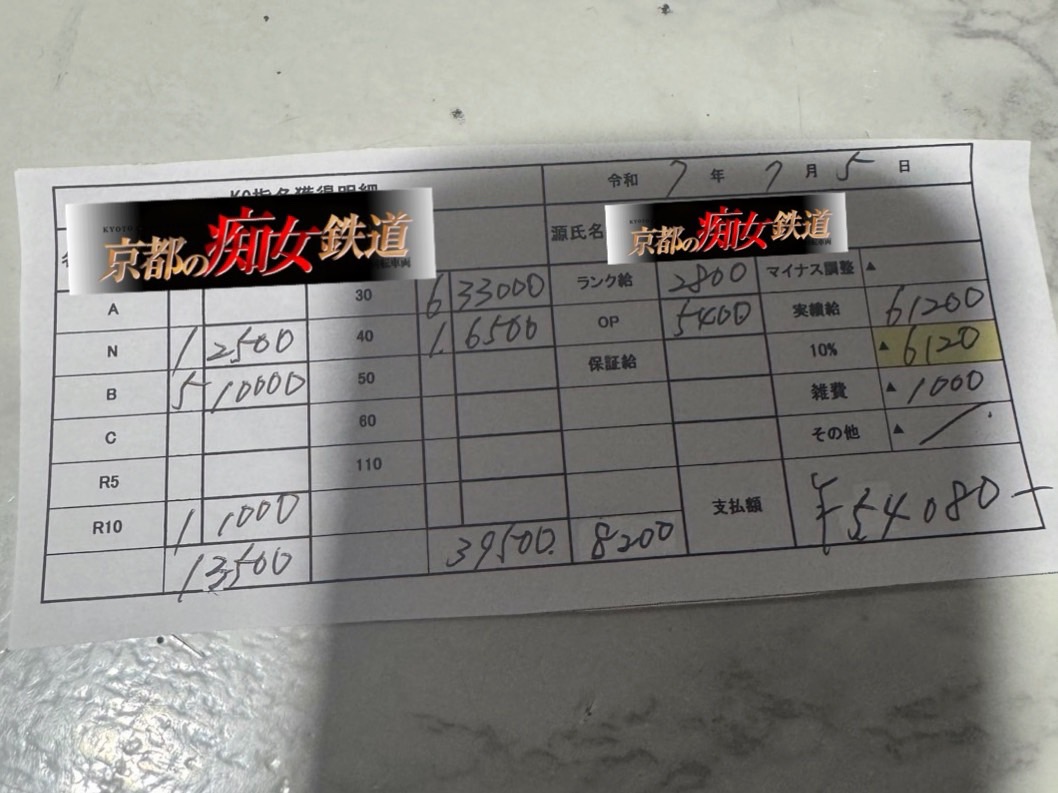 指名獲得明細
令和 7 年 7 月 5 日
KYOTO
京都の痴女鉄道
源氏名
KYOTO
京都の痴女鉄道
A 30 6 33000 ランク給 2800 マイナス調整 ▲
N 1 2500 40 1 6500 OP 5400 実績給 61200
B 5 10000 50 保証給 10% ▲ 6120
C 60 雑費 ▲ 1000
R5 110 その他 ▲ /
R10 1 1000 支払額 ¥54080-
13500 39500. 8200